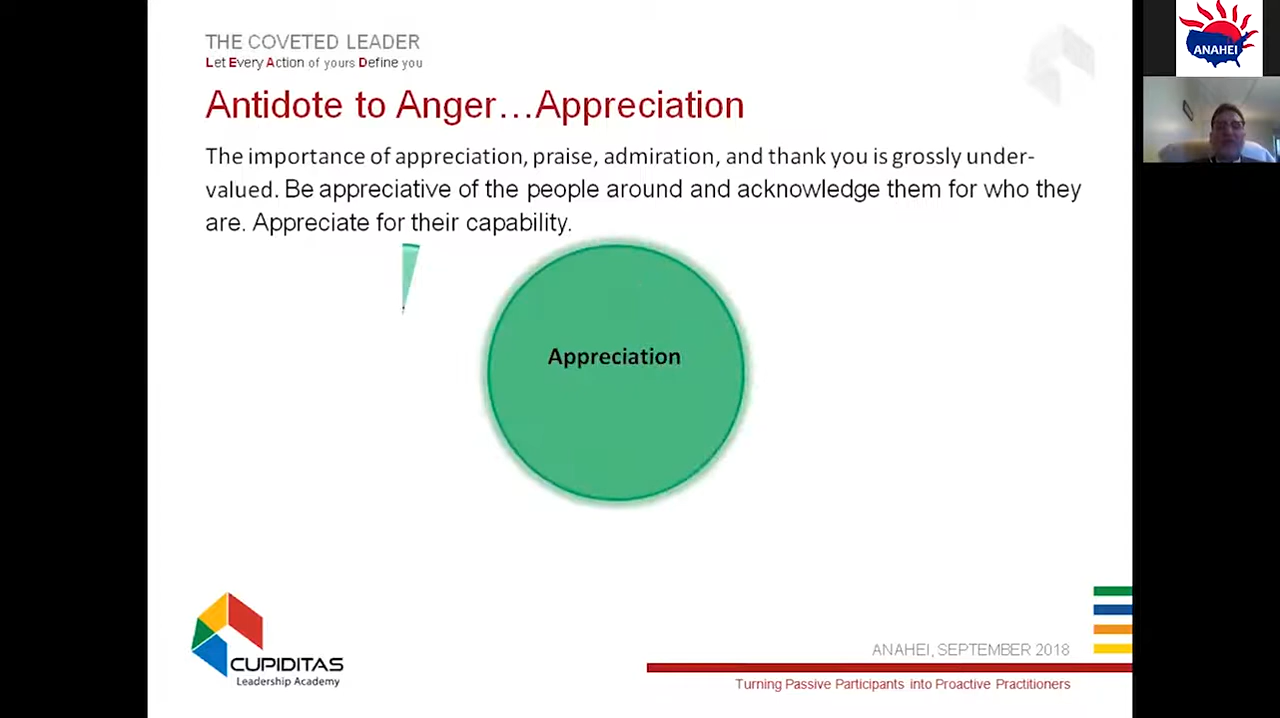 THE COVETED LEADER
Let Every Action of yours Define you
Antidote to Anger…Appreciation
The importance of appreciation, praise, admiration, and thank you is grossly under-
valued. Be appreciative of the people around and acknowledge them for who they
are. Appreciate for their capability.
Appreciation
CUPIDITAS
Leadership Academy
ANAHEI, SEPTEMBER 2018
Turning Passive Participants into Proactive Practitioners
ANAHEI